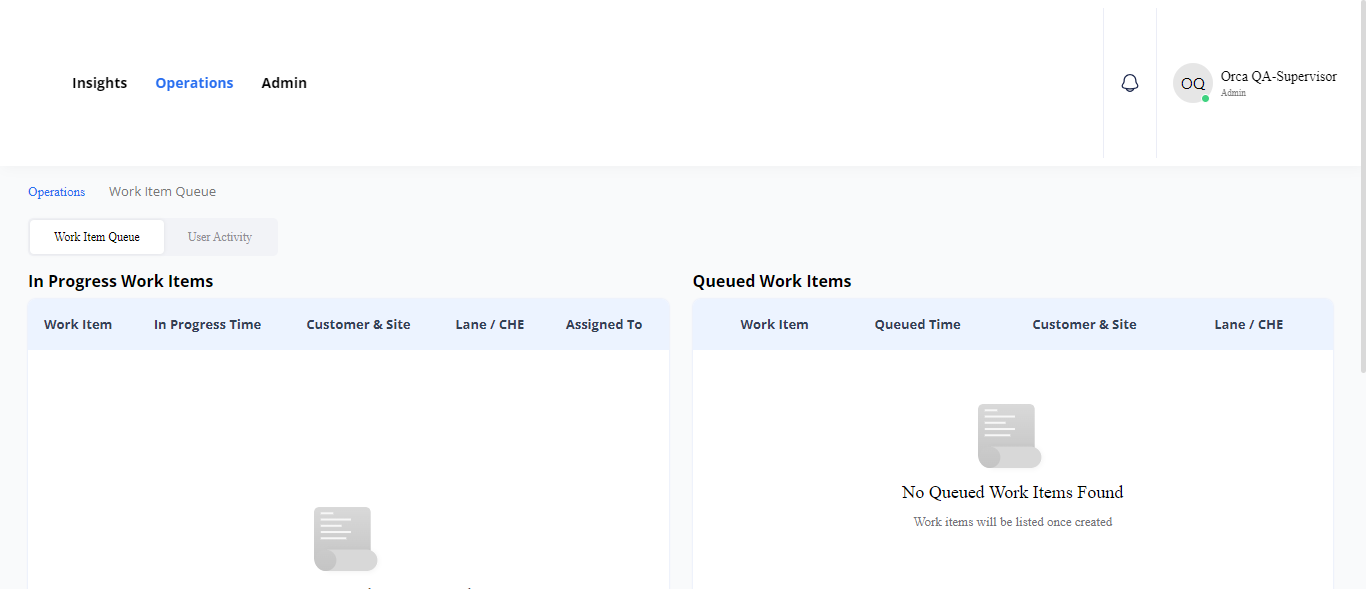 Insights Operations Admin
OQ
Orca QA-Supervisor
Admin
Operations Work Item Queue
Work Item Queue User Activity
In Progress Work Items
Work Item In Progress Time Customer & Site Lane / CHE Assigned To
Queued Work Items
Work Item Queued Time Customer & Site Lane / CHE
No Queued Work Items Found
Work items will be listed once created